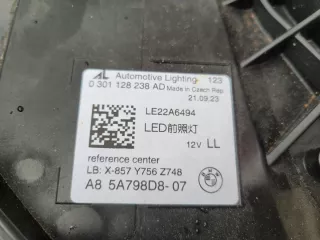 AL Automotive Lighting 123
0 301 128 238 AD Made in Czech Rep
21.09.23
LE22A6494
LED前照灯
12V LL
reference center
LB: X-857 Y756 Z748
A8 5A798D8-07